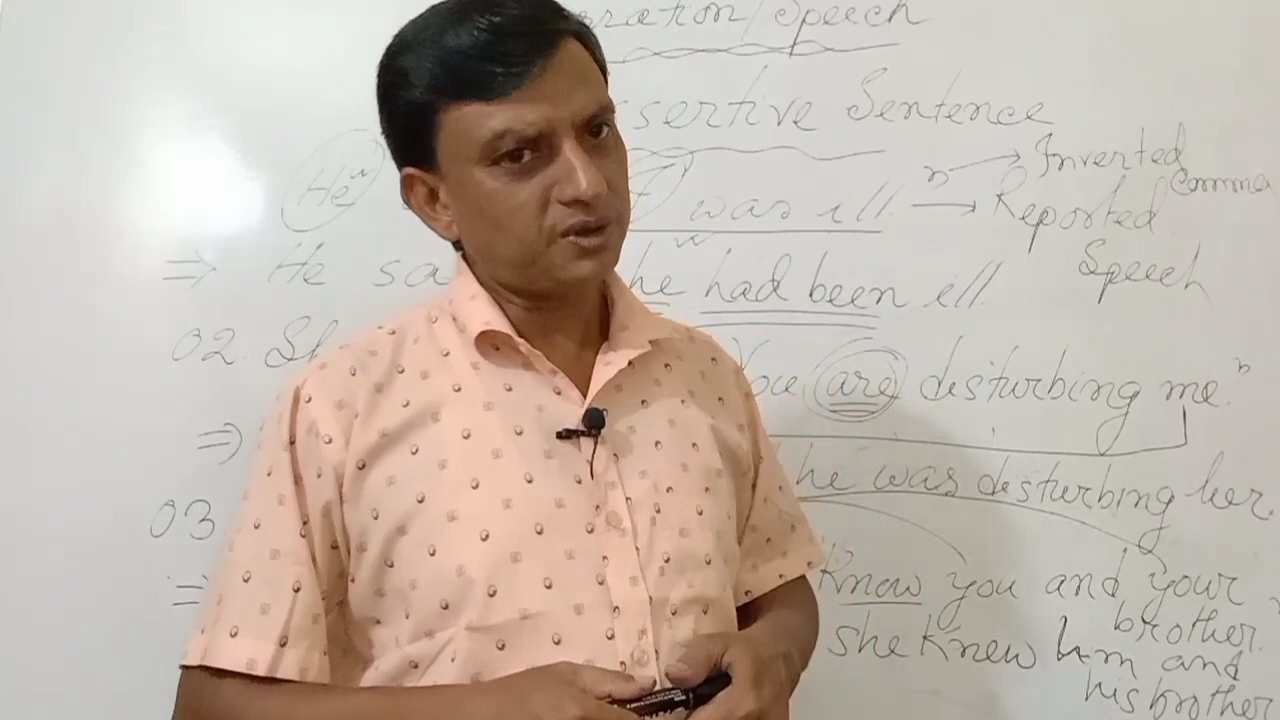 ration/Speech
ssertive Sentence
Inverted
Comma
He I was ill. → Reported
Speech
⇒ He sa he had been ill.
02. Sh You are disturbing me."
⇒ he was disturbing her.
03 Know you and your
brother."
⇒ she knew him and
his brother